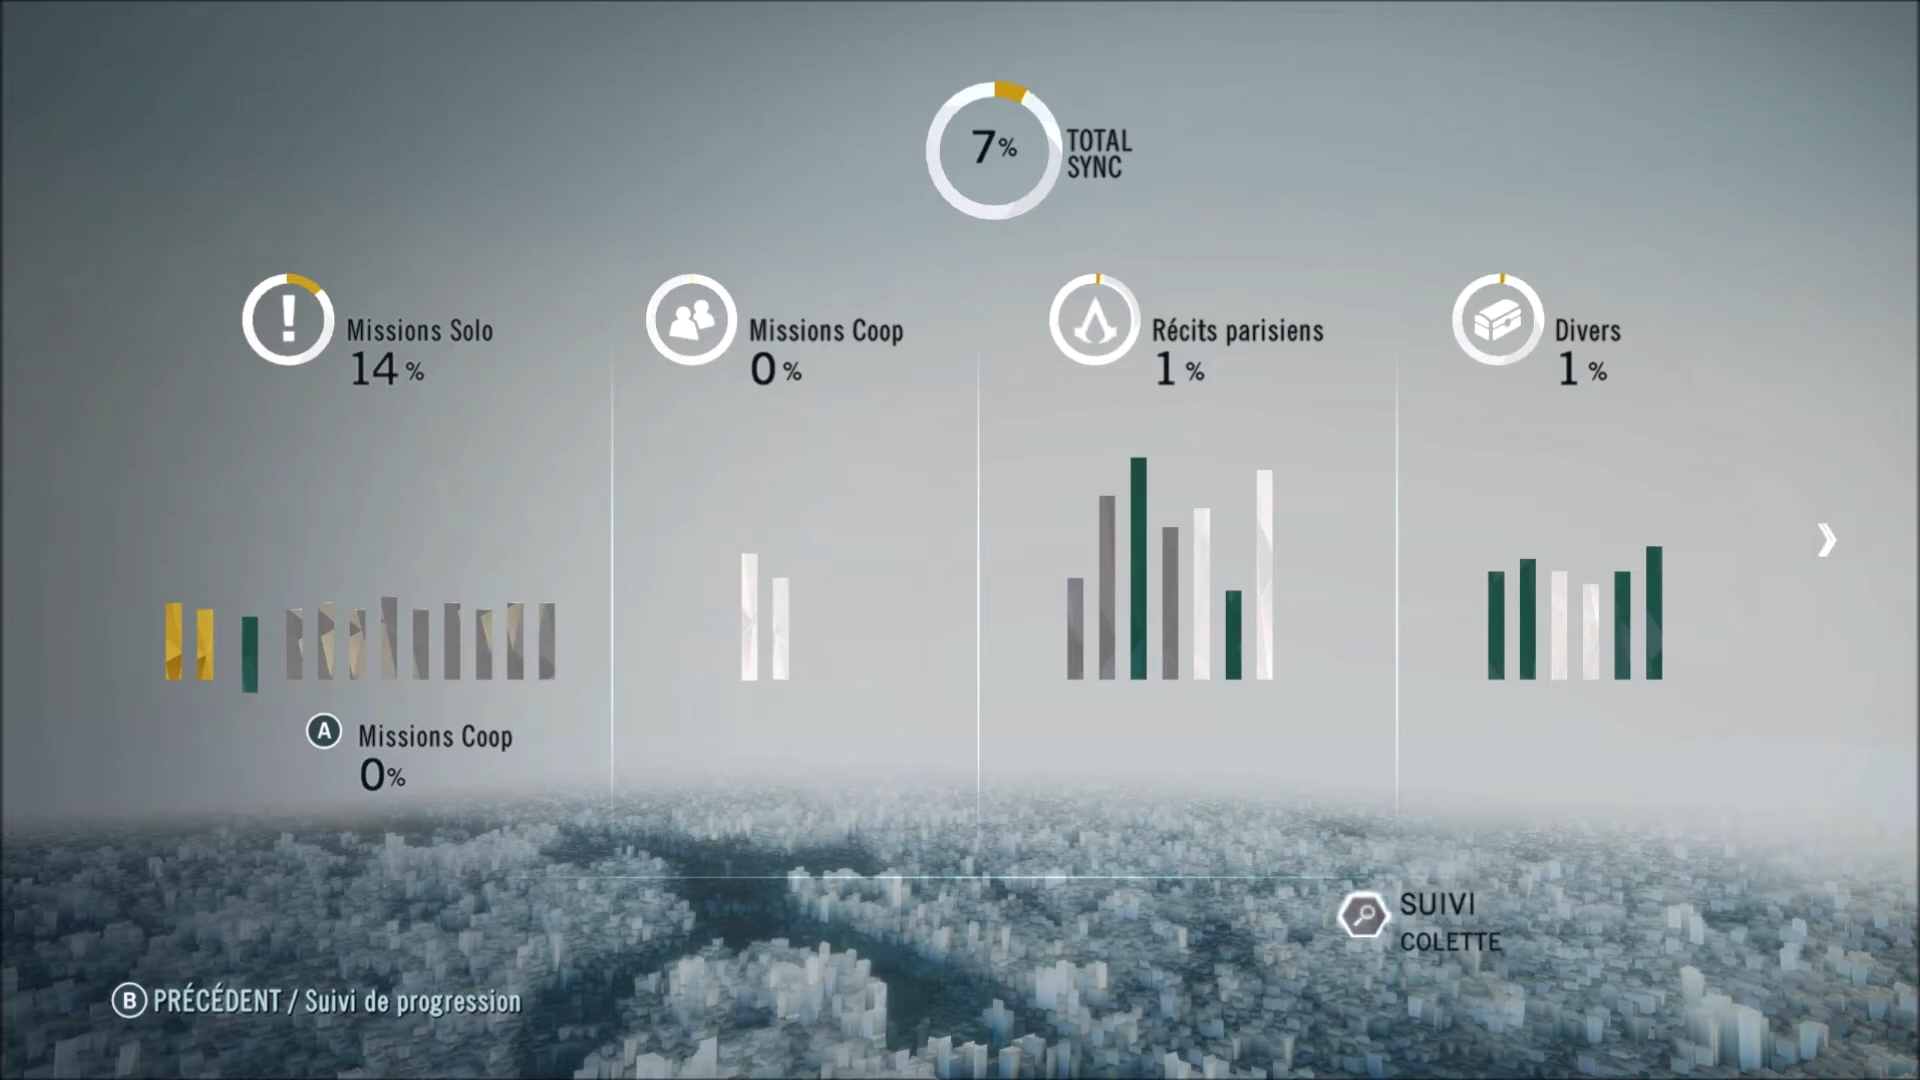 7%
TOTAL
SYNC
Missions Solo
14 %
Missions Coop
0 %
Récits parisiens
1 %
Divers
1 %
A Missions Coop
0%
SUIVI
COLETTE
B PRÉCÉDENT / Suivi de progression